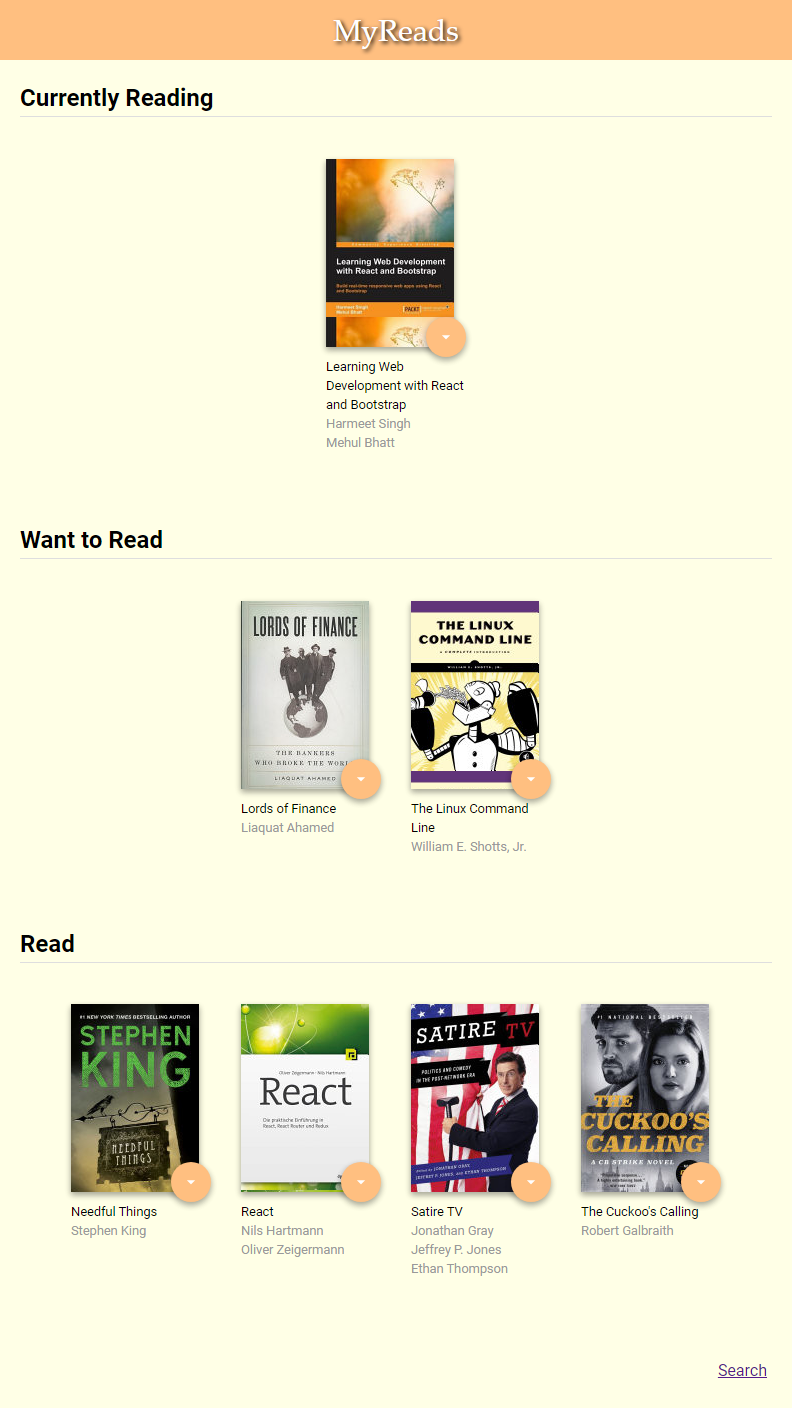 MyReads
Currently Reading
Learning Web Development
with React and Bootstrap
Build real-time responsive web apps using React
and Bootstrap
Harmeet Singh
Mehul Bhatt
PACKT
Learning Web
Development with React
and Bootstrap
Harmeet Singh
Mehul Bhatt
Want to Read
LORDS OF FINANCE
THE BANKERS
WHO BROKE THE
LIAQUAT AHAMED
THE LINUX
COMMAND LINE
A COMPLETE INTRODUCTION
WILLIAM E. SHOTTS, JR.
Lords of Finance
Liaquat Ahamed
The Linux Command
Line
William E. Shotts, Jr.
Read
#1 NEW YORK TIMES BESTSELLING AUTHOR
STEPHEN
KING
NEEDFUL
THINGS
Oliver Zeigermann · Nils Hartmann
React
Die praktische Einführung in
React, React Router und Redux
SATIRE TV
POLITICS AND COMEDY
IN THE POST-NETWORK ERA
JONATHAN GRAY,
JEFFREY P. JONES, AND ETHAN THOMPSON
#1 NATIONAL BESTSELLER
THE
CUCKOO'S
CALLING
A CB STRIKE NOVEL
Needful Things
Stephen King
React
Nils Hartmann
Oliver Zeigermann
Satire TV
Jonathan Gray
Jeffrey P. Jones
Ethan Thompson
The Cuckoo's Calling
Robert Galbraith
Search